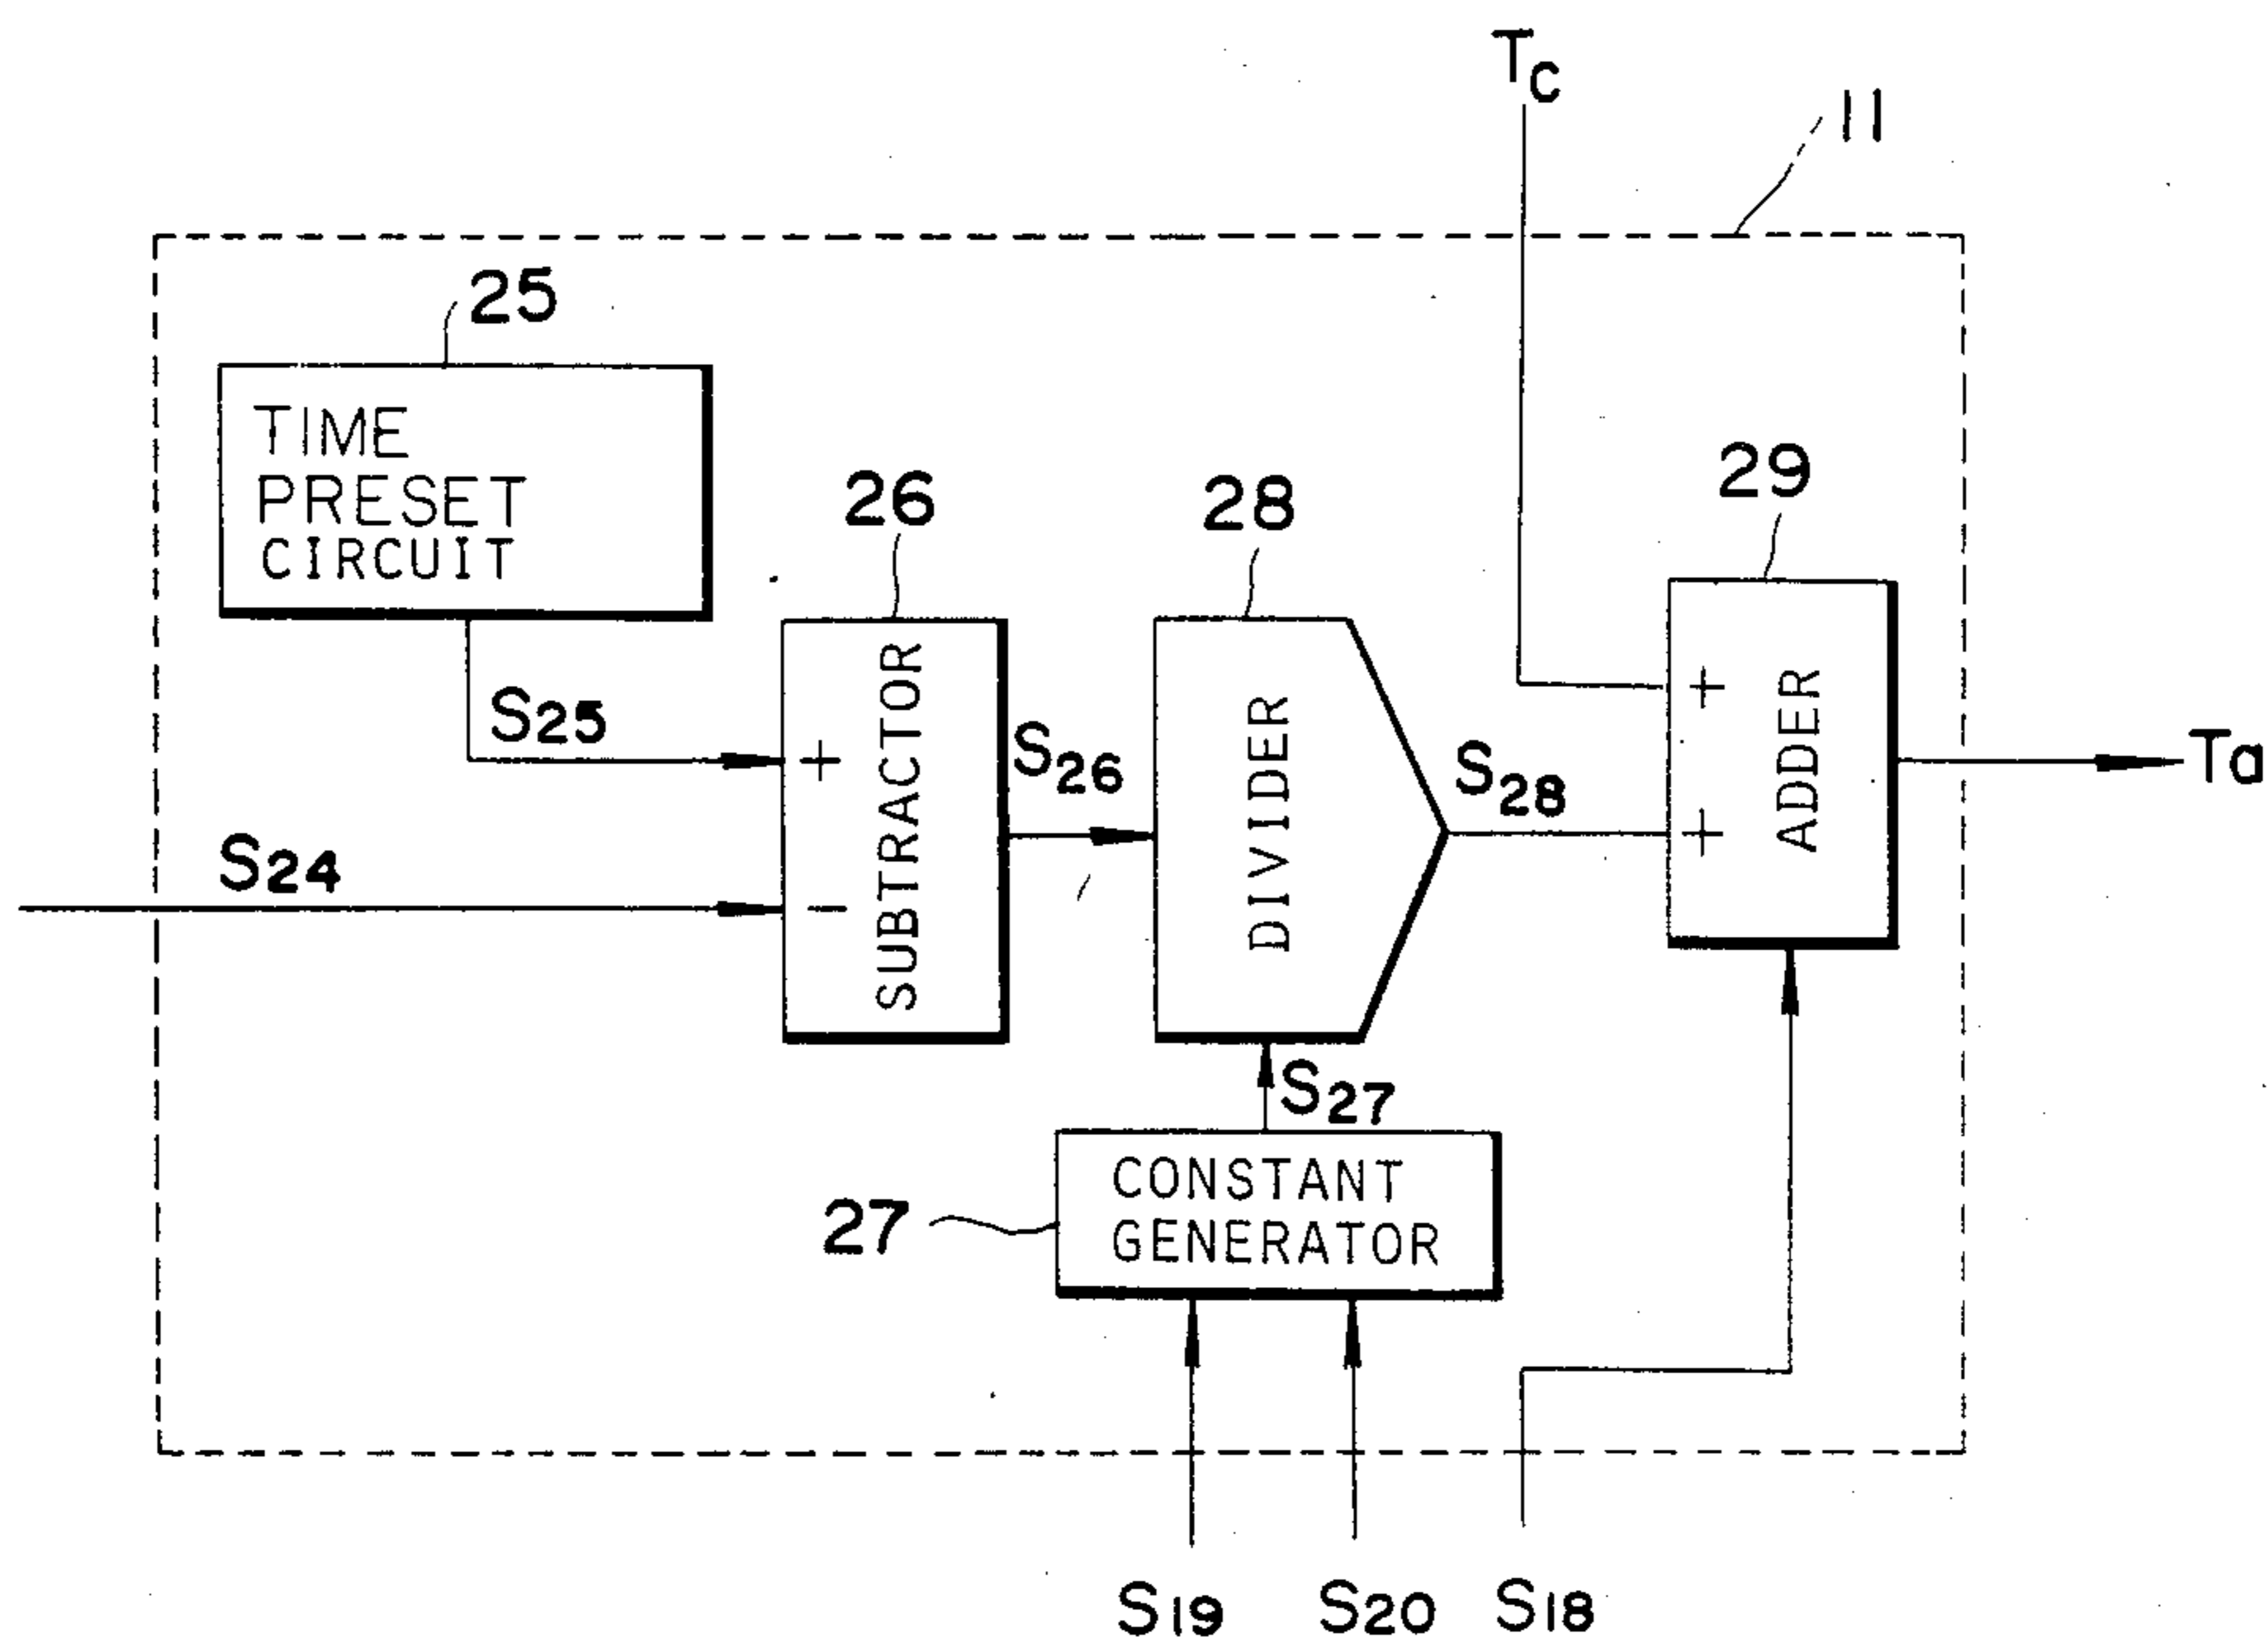 Tc
11
25
TIME
PRESET
CIRCUIT
26
28
29
S25
+
SUBTRACTOR
S26
DIVIDER
S28
+
+
ADDER
Ta
S24
−
S27
27
CONSTANT
GENERATOR
S19
S20
S18